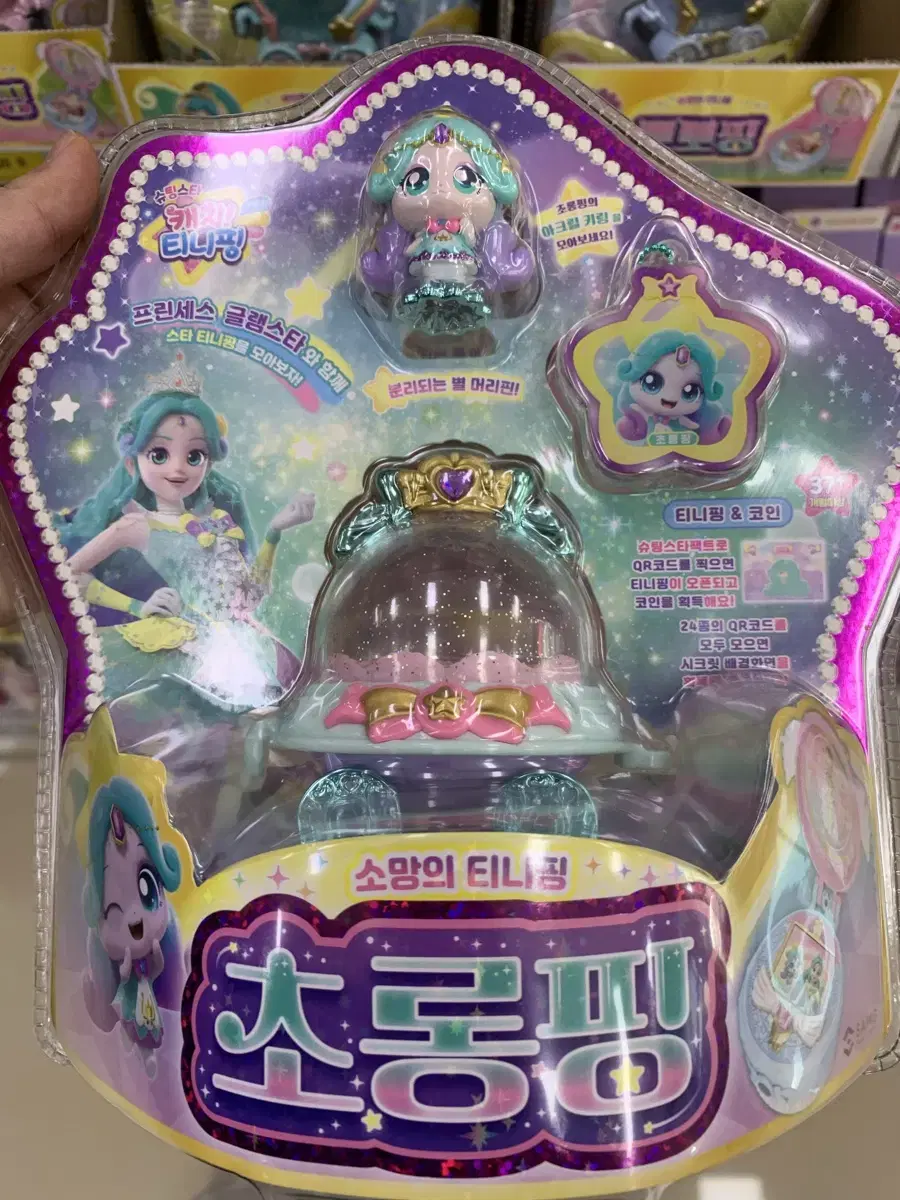 슈팅스타
캐치!
티니핑
초롱핑의
아크릴 키링을
모아보세요!
프린세스 글램스타와 함께
스타 티니핑을 모아보자!
분리되는 별 머리핀!
초롱핑
티니핑 & 코인
슈팅스타팩트로
QR코드를 찍으면
티니핑이 오픈되고
코인을 획득해요!
24종의 QR코드를
모두 모으면
시크릿 배경화면을
소망의 티니핑
초롱핑